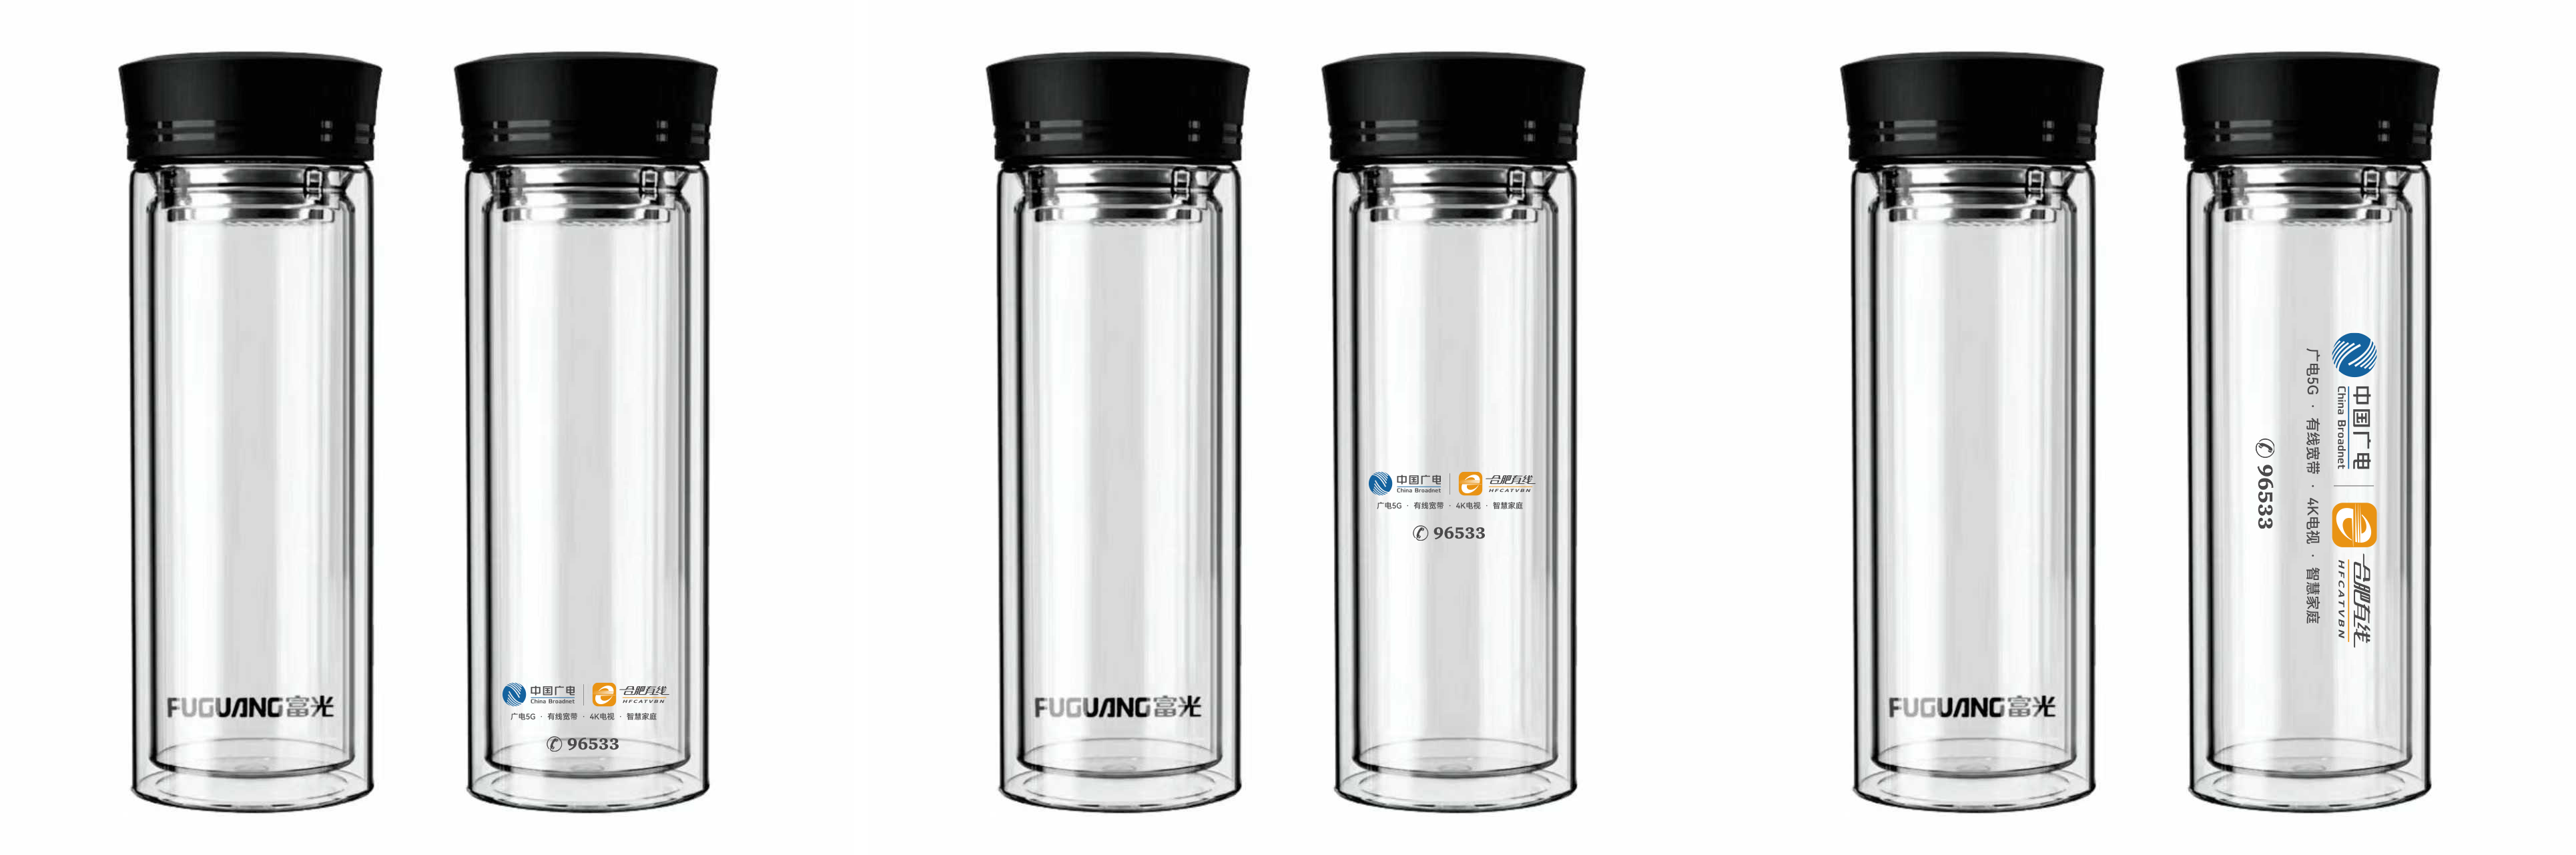 FUGUANG富光
中国广电
China Broadnet
合肥有线
HFCATVBN
广电5G · 有线宽带 · 4K电视 · 智慧家庭
✆ 96533
FUGUANG富光
中国广电
China Broadnet
合肥有线
HFCATVBN
广电5G · 有线宽带 · 4K电视 · 智慧家庭
✆ 96533
FUGUANG富光
中国广电
China Broadnet
合肥有线
HFCATVBN
广电5G · 有线宽带 · 4K电视 · 智慧家庭
✆ 96533